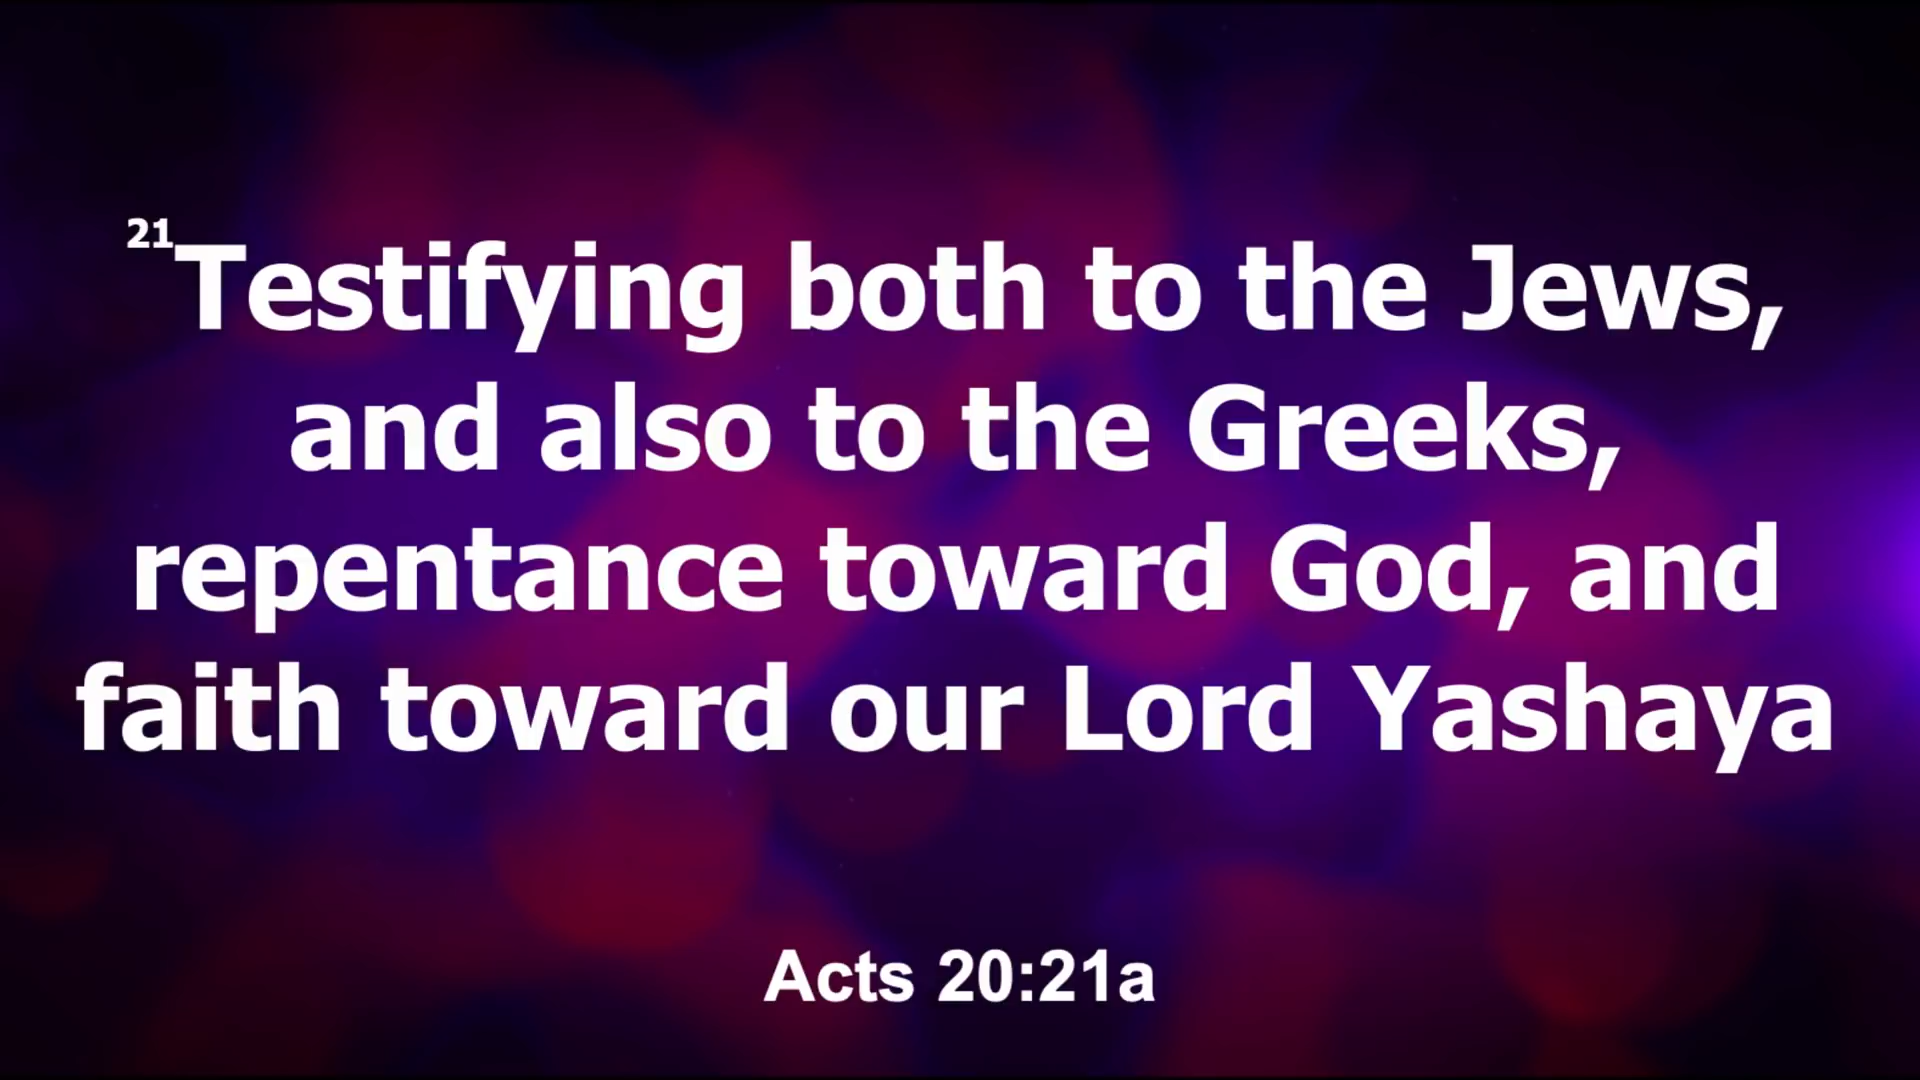 21Testifying both to the Jews,
and also to the Greeks,
repentance toward God, and
faith toward our Lord Yashaya
Acts 20:21a